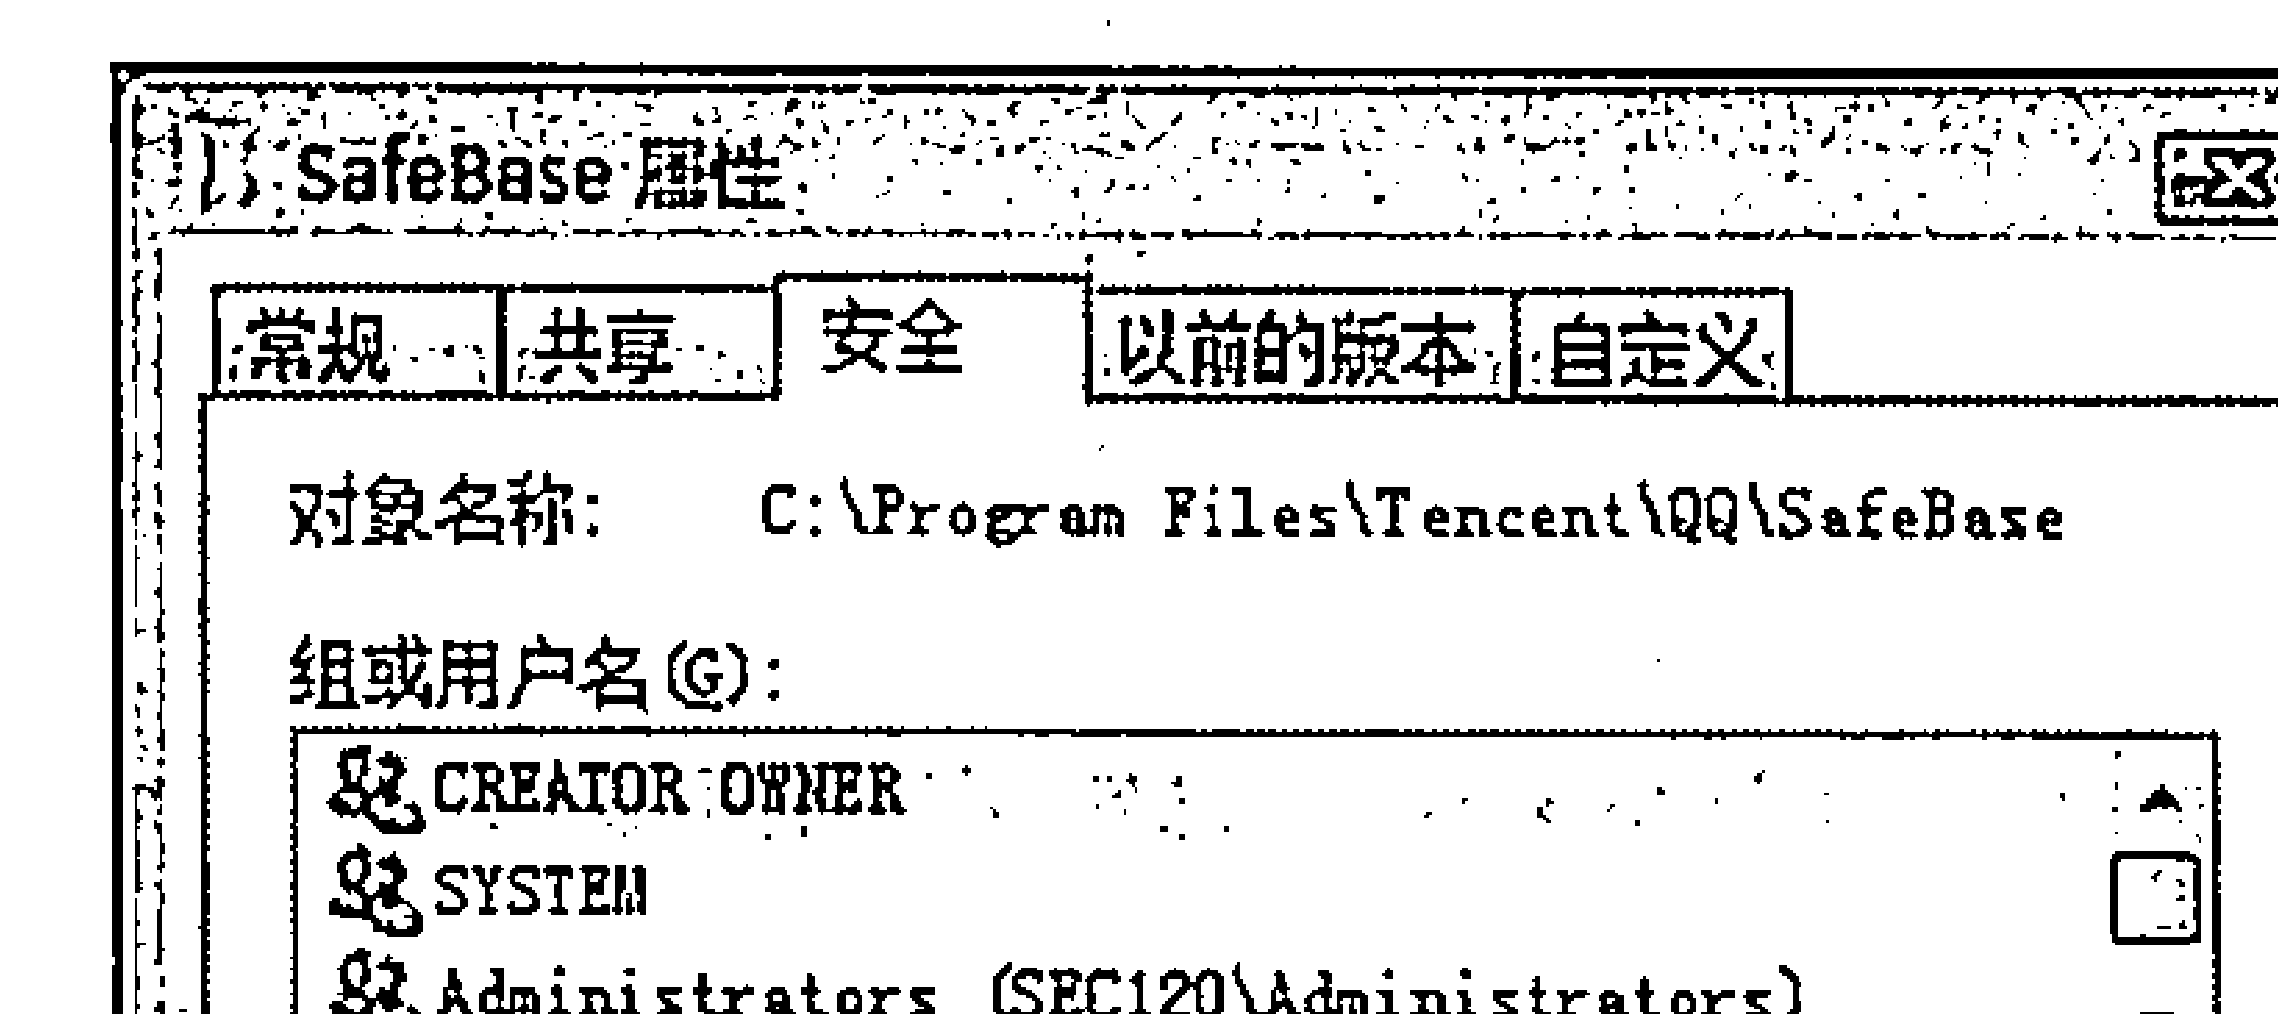 SafeBase 属性
常规 共享 安全 以前的版本 自定义
对象名称: C:\Program Files\Tencent\QQ\SafeBase
组或用户名(G):
CREATOR OWNER
SYSTEM
Administrators (SEC120\Administrators)